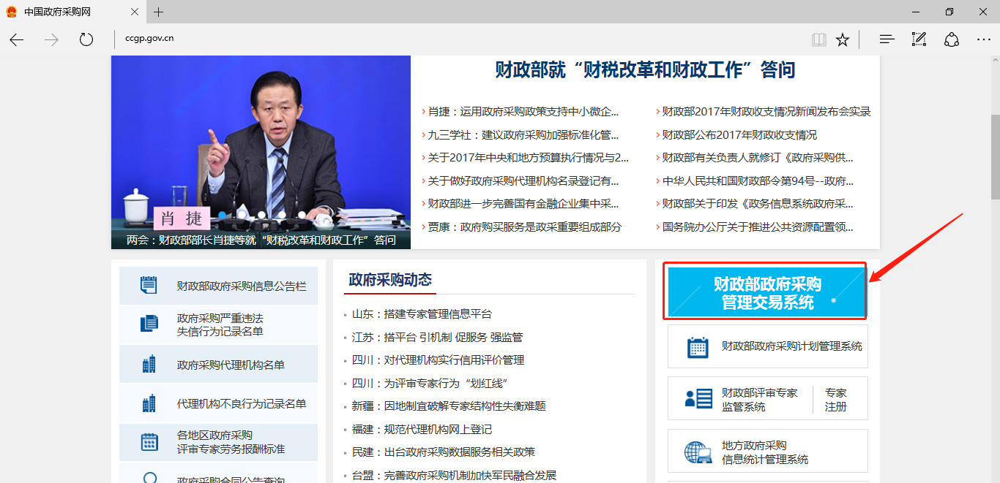 中国政府采购网
ccgp.gov.cn
肖 捷
两会：财政部部长肖捷等就“财税改革和财政工作”答问
财政部就“财税改革和财政工作”答问
肖捷：运用政府采购政策支持中小微企...
九三学社：建议政府采购加强标准化管...
关于2017年中央和地方预算执行情况与2...
关于做好政府采购代理机构名录登记有...
财政部进一步完善国有金融企业集中采...
贾康：政府购买服务是政采重要组成部分
财政部2017年财政收支情况新闻发布会实录
财政部公布2017年财政收支情况
财政部有关负责人就修订《政府采购供...
中华人民共和国财政部令第94号--政府...
财政部关于印发《政务信息系统政府采...
国务院办公厅关于推进公共资源配置领...
财政部政府采购信息公告栏
政府采购严重违法
失信行为记录名单
政府采购代理机构名单
代理机构不良行为记录名单
各地区政府采购
评审专家劳务报酬标准
政府采购合同公告查询
政府采购动态
山东：搭建专家管理信息平台
江苏：搭平台 引机制 促服务 强监管
四川：对代理机构实行信用评价管理
四川：为评审专家行为“划红线”
新疆：因地制宜破解专家结构性失衡难题
福建：规范代理机构网上登记
民建：出台政府采购数据服务相关政策
台盟：完善政府采购机制加快军民融合发展
财政部政府采购
管理交易系统
财政部政府采购计划管理系统
财政部评审专家
监管系统
专家
注册
地方政府采购
信息统计管理系统